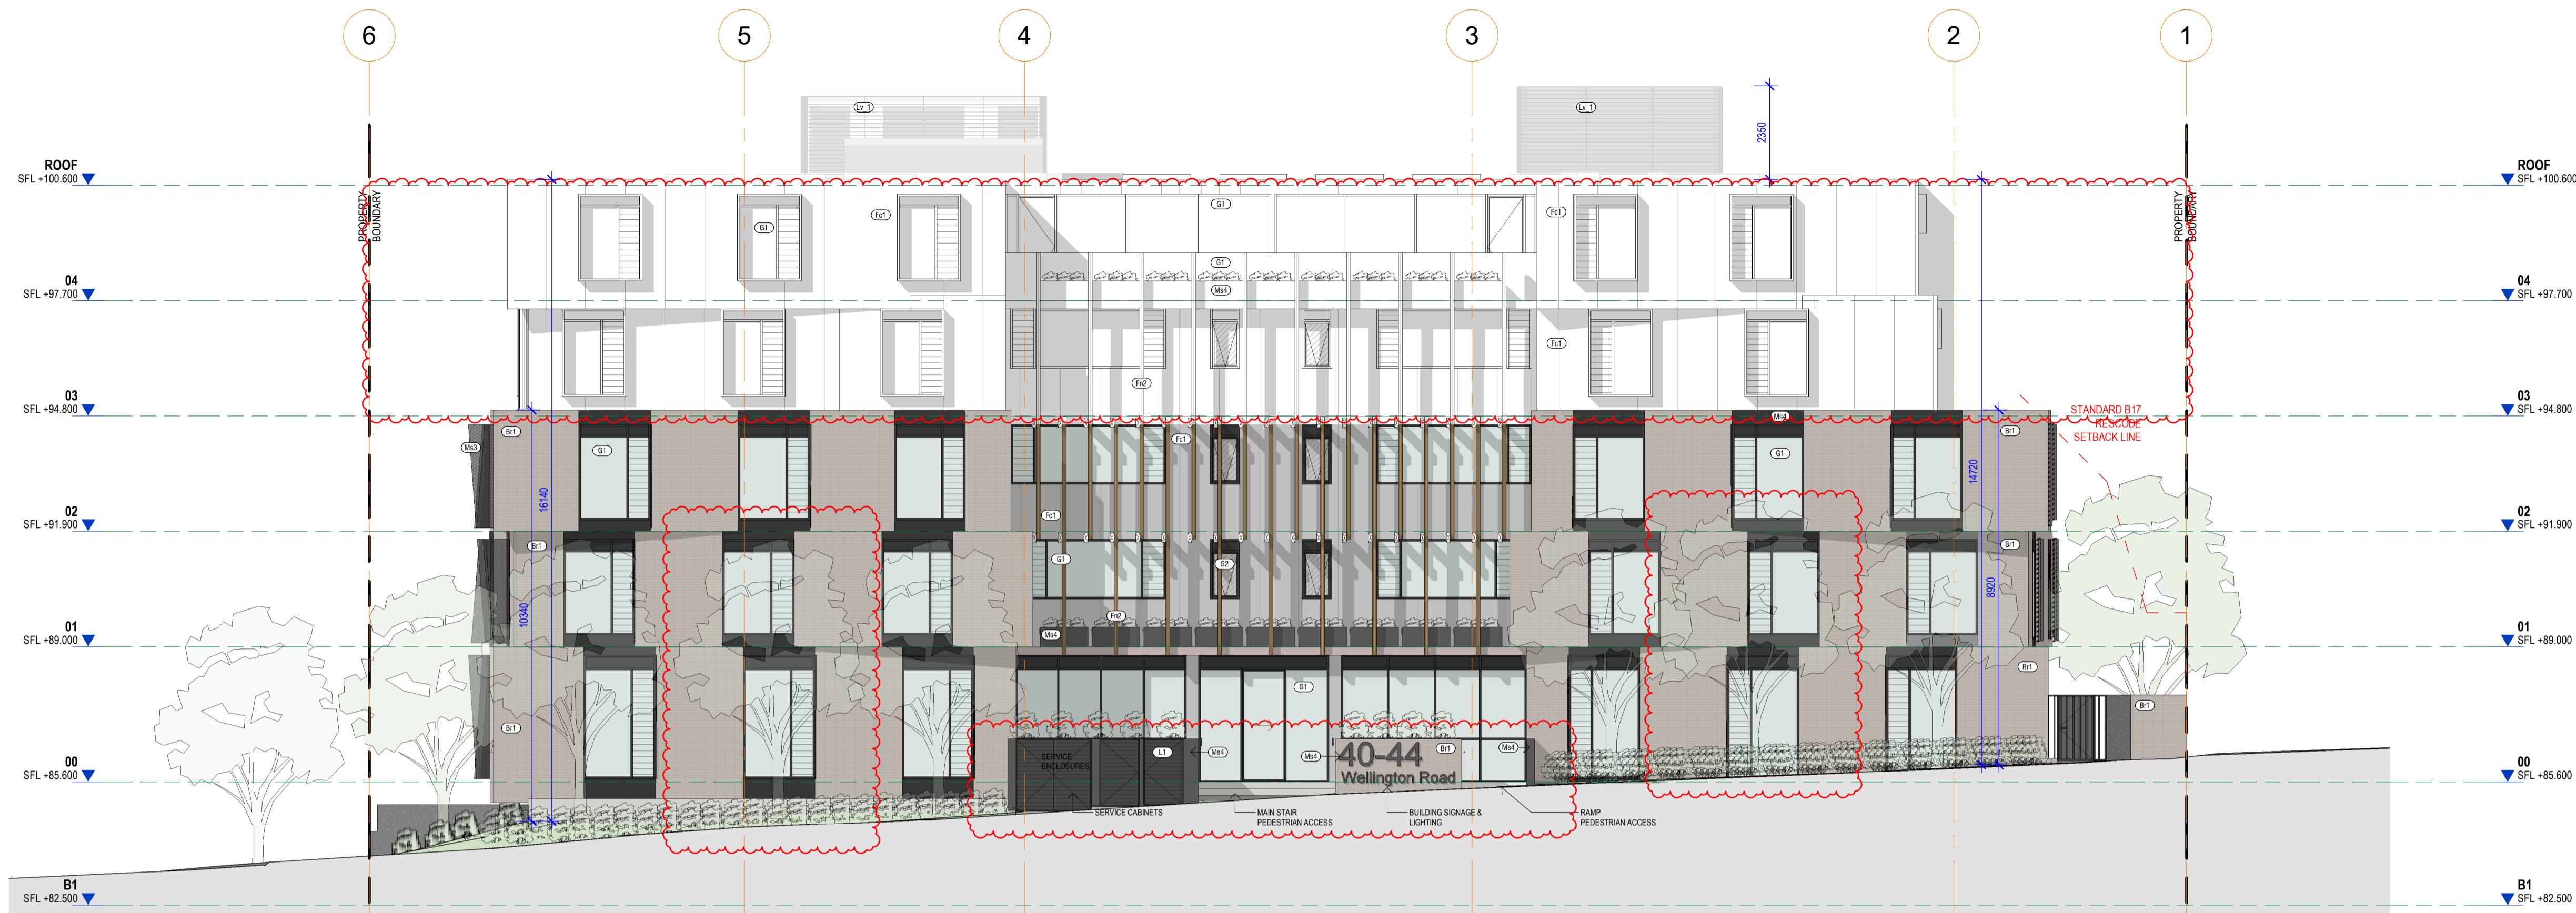 6
5
4
3
2
1
Lv_1
Lv_1
2350
ROOF
SFL +100.600
ROOF
SFL +100.600
PROPERTY
BOUNDARY
PROPERTY
BOUNDARY
G1
Fc1
G1
Fc1
G1
Ms4
04
SFL +97.700
04
SFL +97.700
Fc1
Fn2
03
SFL +94.800
03
SFL +94.800
STANDARD B17
RESCODE
SETBACK LINE
Ms4
Br1
Ms3
G1
Fc1
G1
Br1
16140
14720
Fc1
02
SFL +91.900
02
SFL +91.900
Br1
G1
G2
Br1
10340
8920
Fn2
Ms4
01
SFL +89.000
01
SFL +89.000
Br1
G1
Br1
Br1
SERVICE
ENCLOSURES
L1
Ms4
Ms4
40-44
Wellington Road
Br1
Ms4
00
SFL +85.600
00
SFL +85.600
SERVICE CABINETS
MAIN STAIR
PEDESTRIAN ACCESS
BUILDING SIGNAGE &
LIGHTING
RAMP
PEDESTRIAN ACCESS
B1
SFL +82.500
B1
SFL +82.500